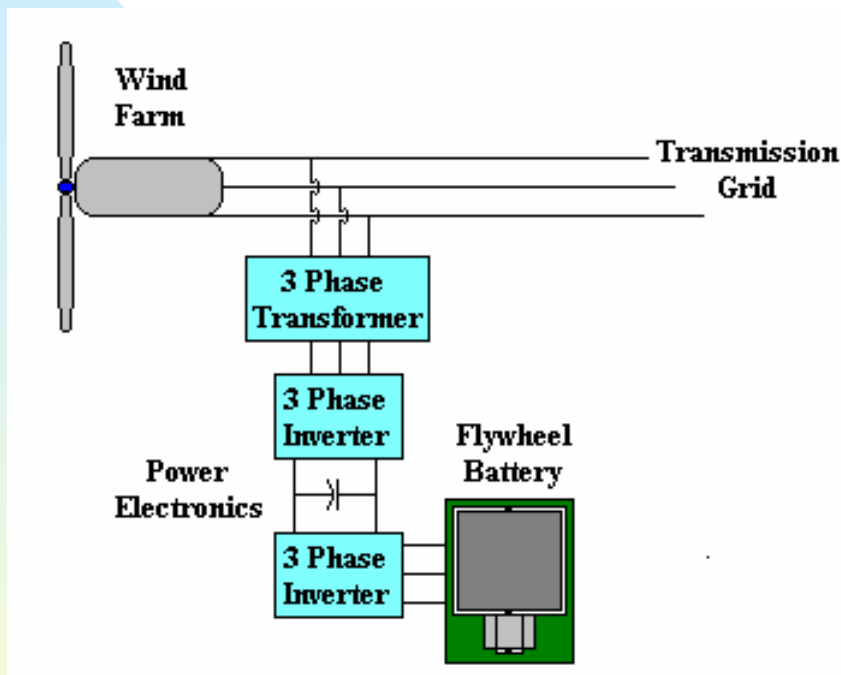 Wind
Farm
Transmission
Grid
3 Phase
Transformer
3 Phase
Inverter
Flywheel
Battery
Power
Electronics
3 Phase
Inverter